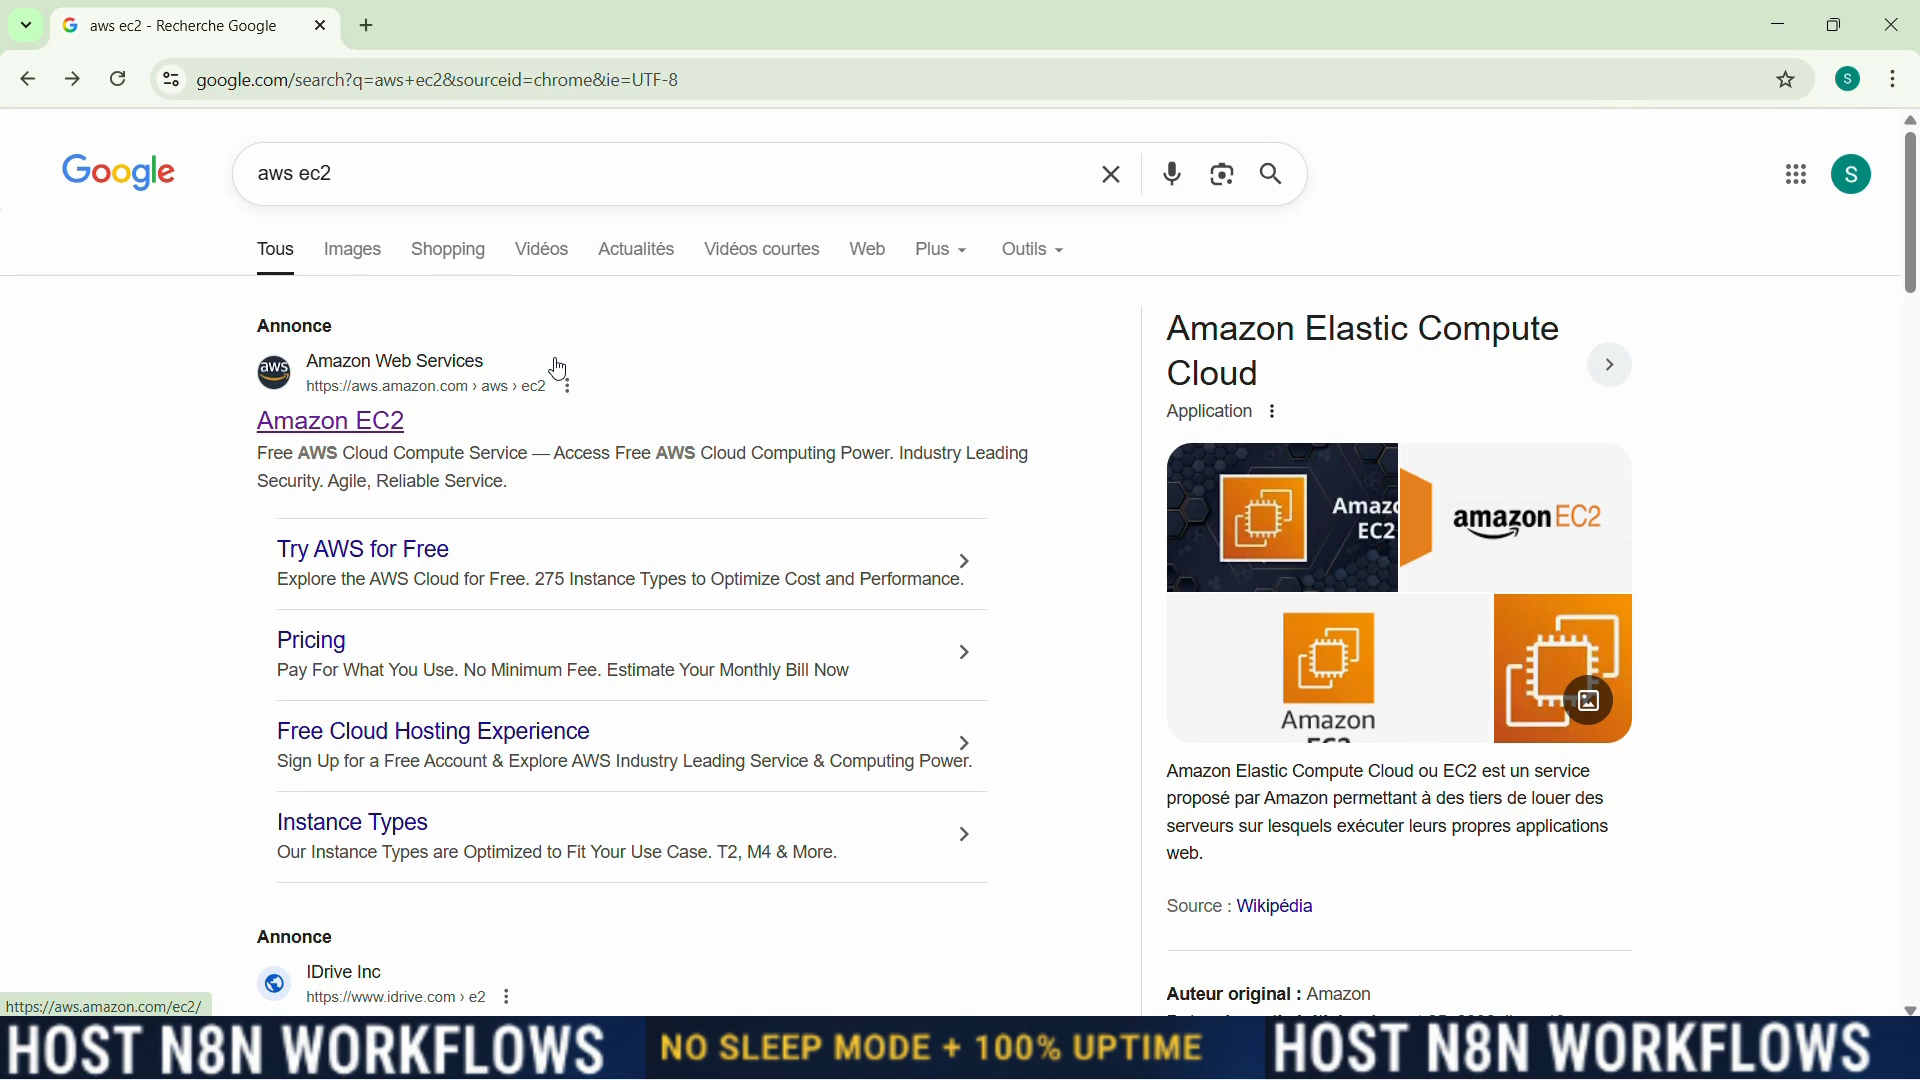 aws ec2 - Recherche Google
google.com/search?q=aws+ec2&sourceid=chrome&ie=UTF-8
S
Google
aws ec2
S
Tous Images Shopping Vidéos Actualités Vidéos courtes Web Plus Outils
Annonce
aws
Amazon Web Services
https://aws.amazon.com › aws › ec2
Amazon EC2
Free AWS Cloud Compute Service — Access Free AWS Cloud Computing Power. Industry Leading
Security. Agile, Reliable Service.
Try AWS for Free
Explore the AWS Cloud for Free. 275 Instance Types to Optimize Cost and Performance.
Pricing
Pay For What You Use. No Minimum Fee. Estimate Your Monthly Bill Now
Free Cloud Hosting Experience
Sign Up for a Free Account & Explore AWS Industry Leading Service & Computing Power.
Instance Types
Our Instance Types are Optimized to Fit Your Use Case. T2, M4 & More.
Annonce
IDrive Inc
https://www.idrive.com › e2
https://aws.amazon.com/ec2/
Amazon Elastic Compute
Cloud
Application
Amazo
EC2
amazon EC2
Amazon
EC2
Amazon Elastic Compute Cloud ou EC2 est un service
proposé par Amazon permettant à des tiers de louer des
serveurs sur lesquels exécuter leurs propres applications
web.
Source : Wikipédia
Auteur original : Amazon
HOST N8N WORKFLOWS
NO SLEEP MODE + 100% UPTIME
HOST N8N WORKFLOWS